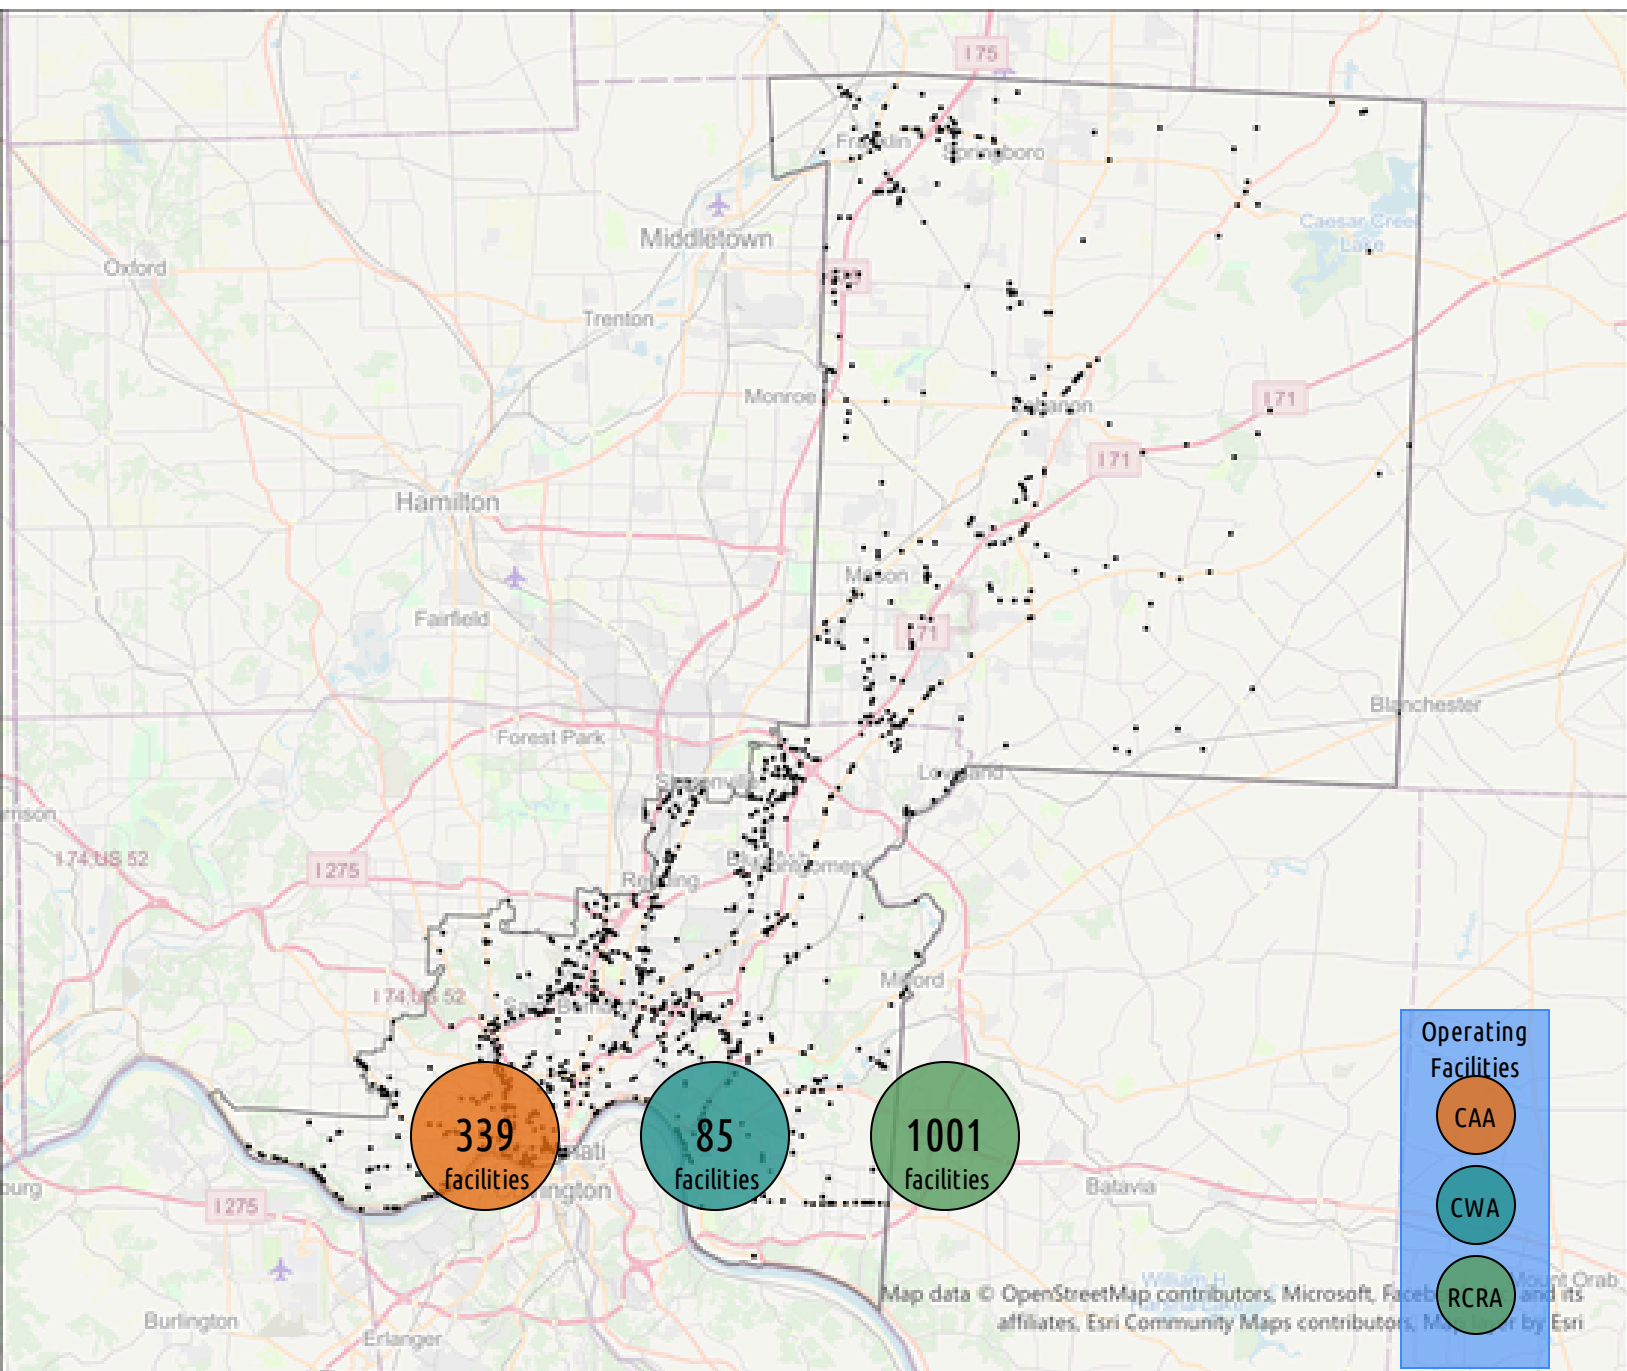 I 75
Franklin
Springboro
Caesar Creek
Lake
Middletown
Oxford
Trenton
Monroe
Lebanon
I 71
I 71
Hamilton
Mason
Fairfield
I 71
Blanchester
Forest Park
Loveland
I 74,US 52
I 275
Reading
Milford
I 74,US 52
Operating
Facilities
CAA
339
facilities
85
facilities
1001
facilities
Batavia
CWA
I 275
William H.
Mount Orab
RCRA
Burlington
Erlanger
Map data © OpenStreetMap contributors, Microsoft, and its
affiliates, Esri Community Maps contributors, Map layer by Esri